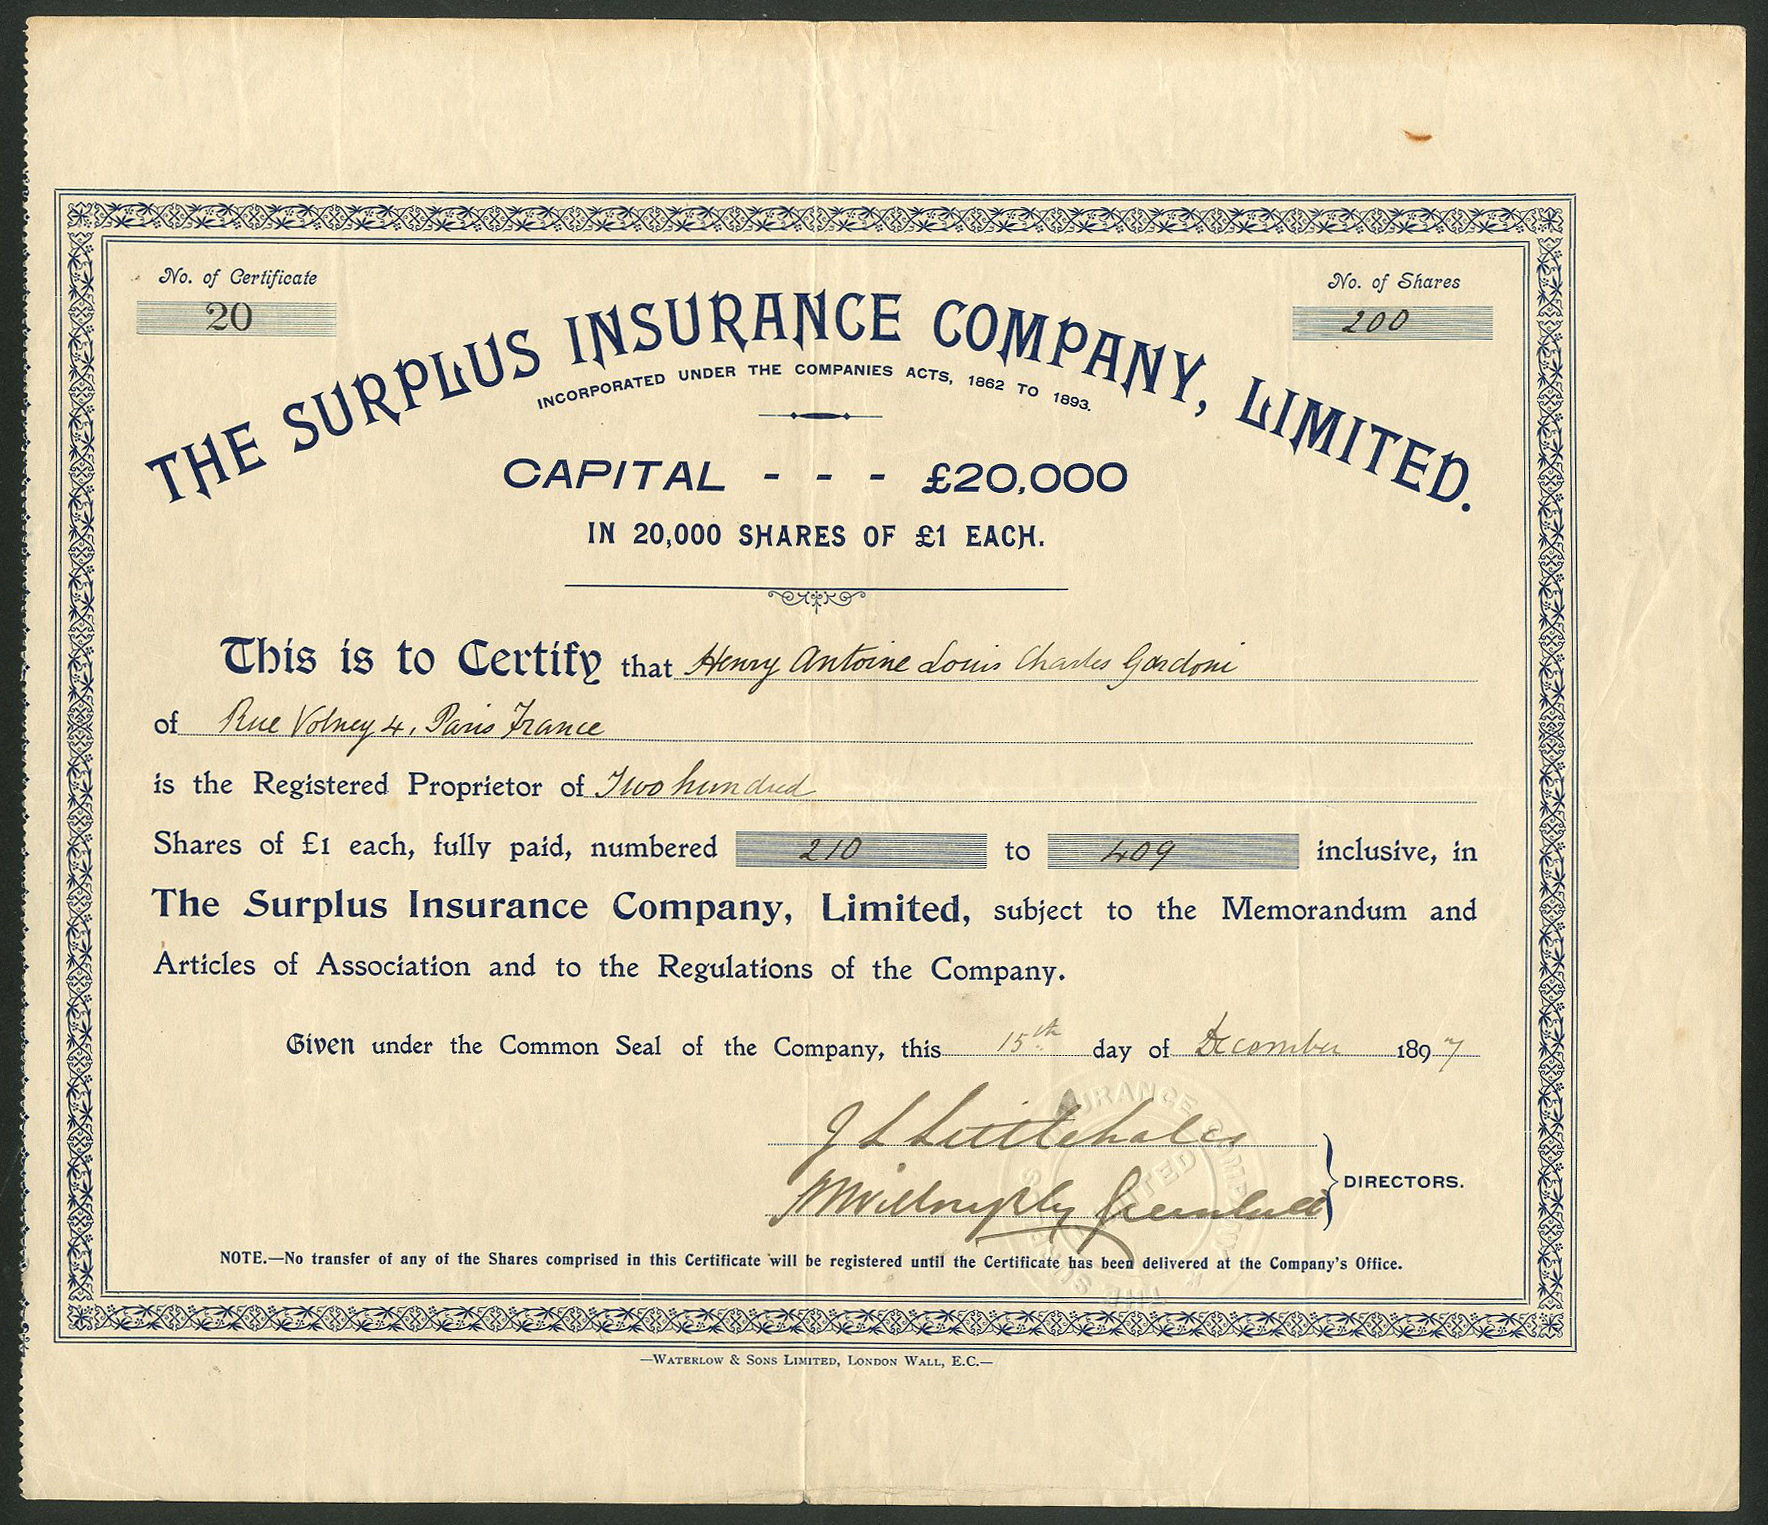 No. of Certificate
20
No. of Shares
200
THE SURPLUS INSURANCE COMPANY, LIMITED.
INCORPORATED UNDER THE COMPANIES ACTS, 1862 TO 1893.
CAPITAL - - - £20,000
IN 20,000 SHARES OF £1 EACH.
This is to Certify that Henry Antoine Louis Charles Gardoni
of Rue Volney 4, Paris France
is the Registered Proprietor of Two hundred
Shares of £1 each, fully paid, numbered 210 to 409 inclusive, in
The Surplus Insurance Company, Limited, subject to the Memorandum and
Articles of Association and to the Regulations of the Company.
Given under the Common Seal of the Company, this 15th day of December 1897
J L Littlehales
DIRECTORS.
NOTE.—No transfer of any of the Shares comprised in this Certificate will be registered until the Certificate has been delivered at the Company's Office.
—WATERLOW & SONS LIMITED, LONDON WALL, E.C.—